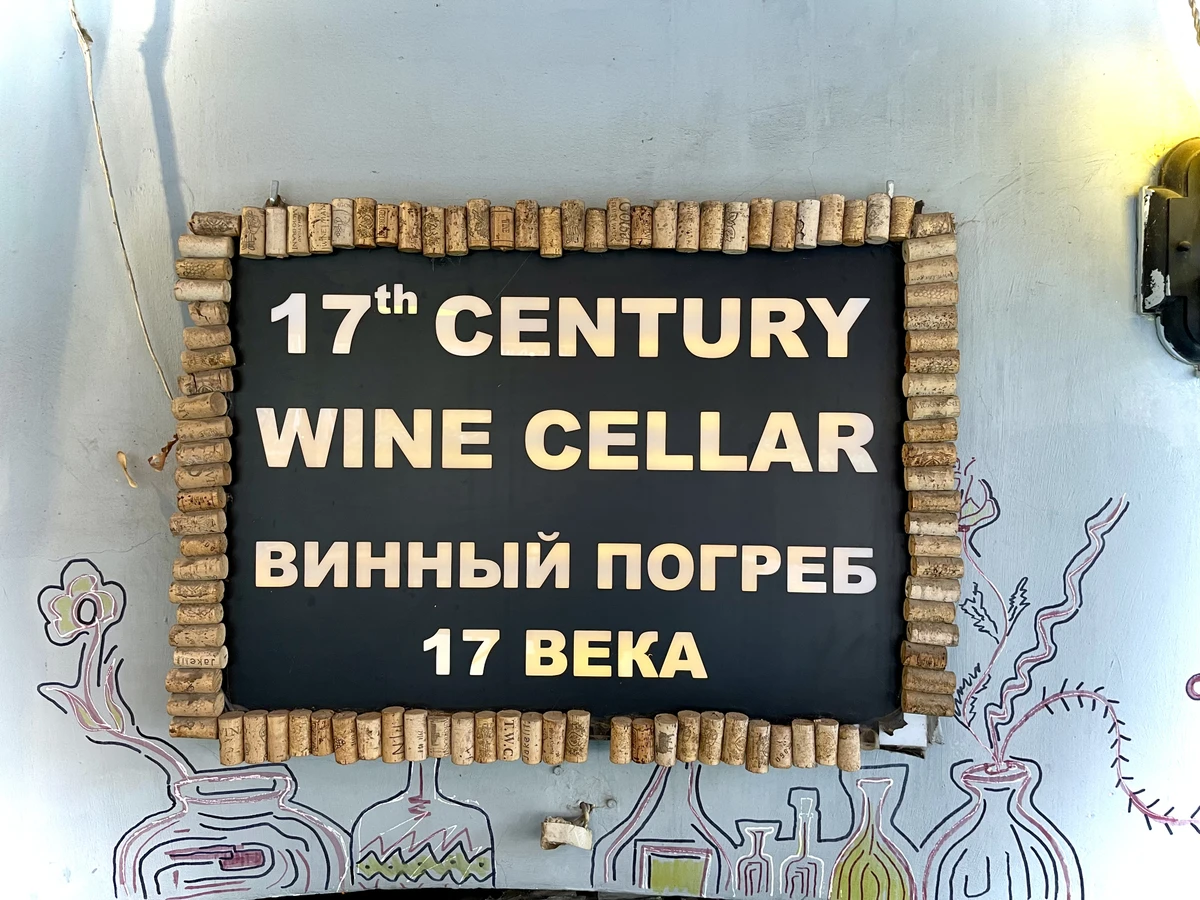 17th CENTURY
WINE CELLAR
ВИННЫЙ ПОГРЕБ
17 ВЕКА